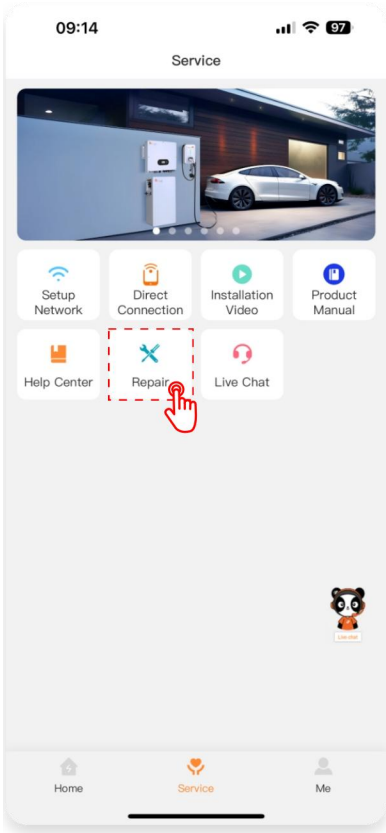 09:14
97
Service
Setup
Network
Direct
Connection
Installation
Video
Product
Manual
Help Center
Repair
Live Chat
Live chat
Home
Service
Me